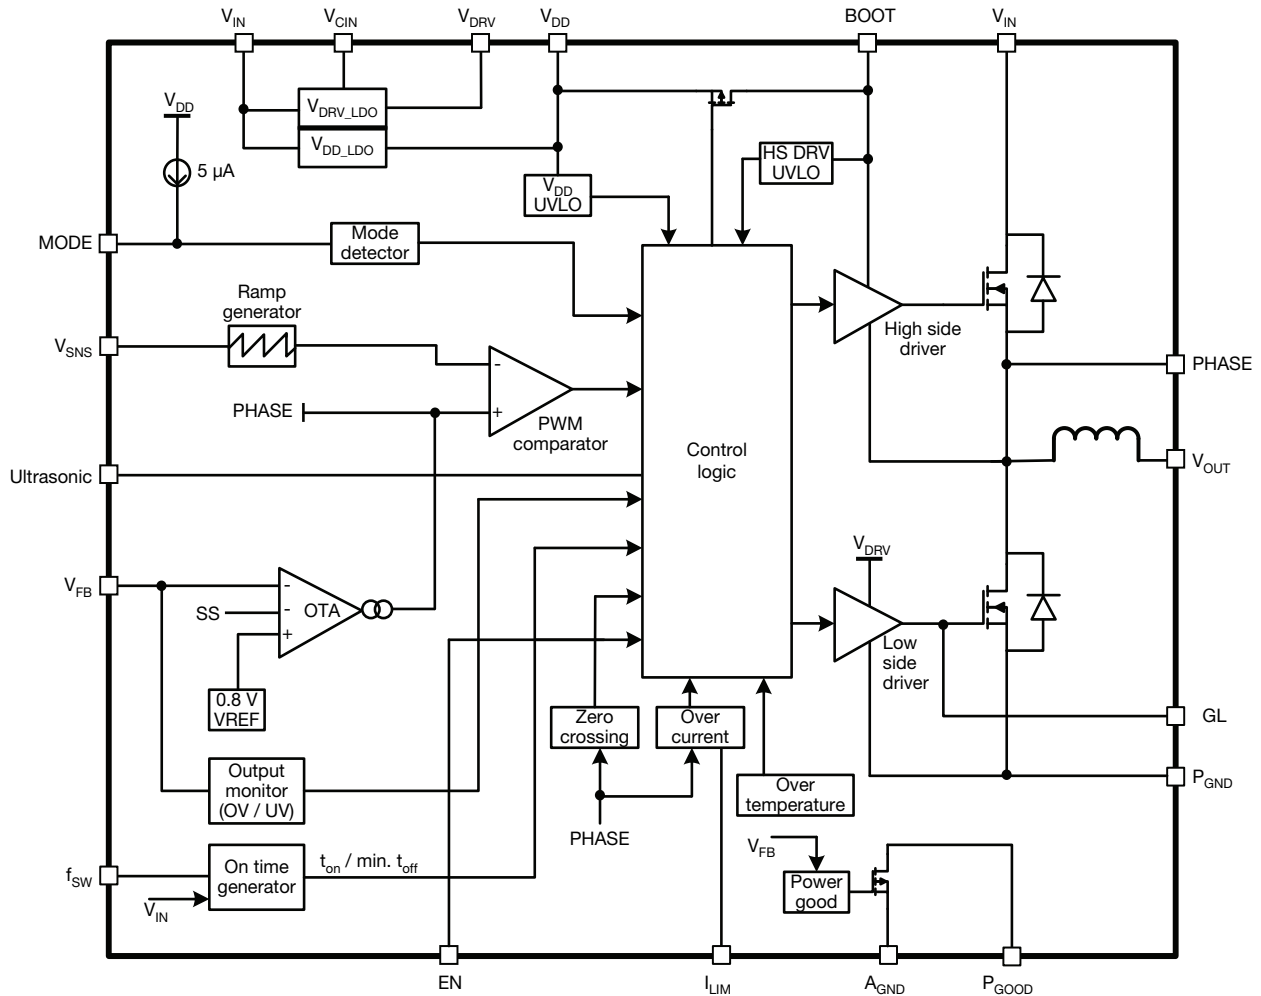 VIN
VCIN
VDRV
VDD
BOOT
VIN
VDD
VDRV_LDO
VDD_LDO
5 µA
HS DRV
UVLO
VDD
UVLO
MODE
Mode
detector
Ramp
generator
High side
driver
VSNS
PHASE
-
PHASE
+
PWM
comparator
Control
logic
Ultrasonic
VOUT
VDRV
VFB
-
SS
-
OTA
+
Low
side
driver
0.8 V
VREF
Zero
crossing
Over
current
GL
Output
monitor
(OV / UV)
Over
temperature
PGND
PHASE
VFB
fSW
On time
generator
ton / min. toff
Power
good
VIN
EN
ILIM
AGND
PGOOD